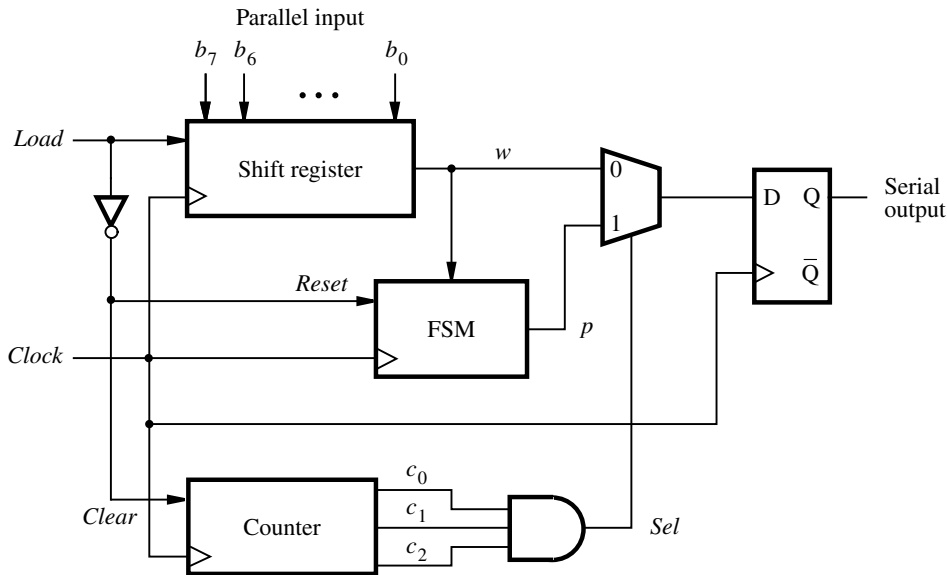 Parallel input
b7 b6 b0
Load
Shift register
w
0
1
D Q
Q̄
Serial
output
Reset
FSM
p
Clock
Clear
Counter
c0
c1
c2
Sel